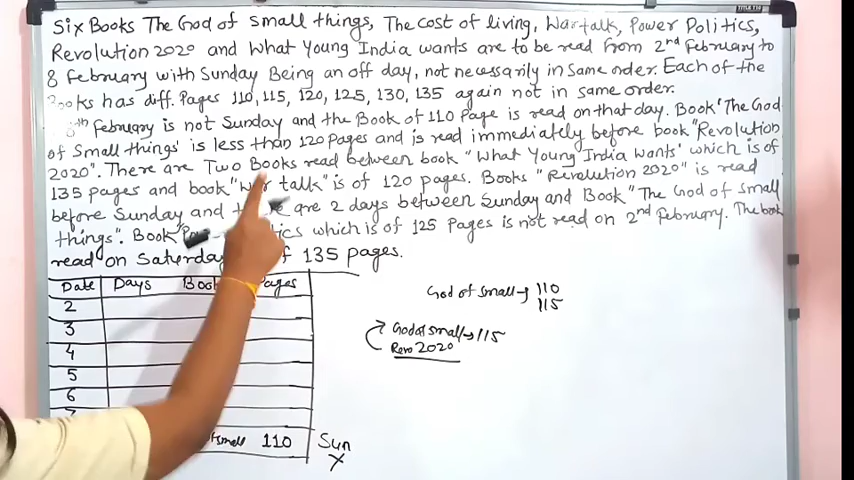 Six Books The God of small things, The cost of living, War talk, Power Politics,
Revolution 2020 and What Young India wants are to be read from 2nd February to
8 February with Sunday Being an off day, not necessarily in Same order. Each of the
Books has diff. Pages 110, 115, 120, 125, 130, 135 again not in same order.
8th February is not Sunday and the Book of 110 Page is read on that day. Book 'The God
of Small things' is less than 120 pages and is read immediately before book "Revolution
2020". There are Two Books read between book "What Young India wants' which is of
135 pages and book "War talk" is of 120 pages. Books "Revolution 2020" is read
before Sunday and there are 2 days between Sunday and Book "The God of Small
things". Book Politics which is of 125 Pages is not read on 2nd February. The book
read on Saturday of 135 pages.
Date Days Book Pages
2
3
4
5
6
7
small 110 Sun
X
God of small → 110
115
God of small → 115
Revo 2020